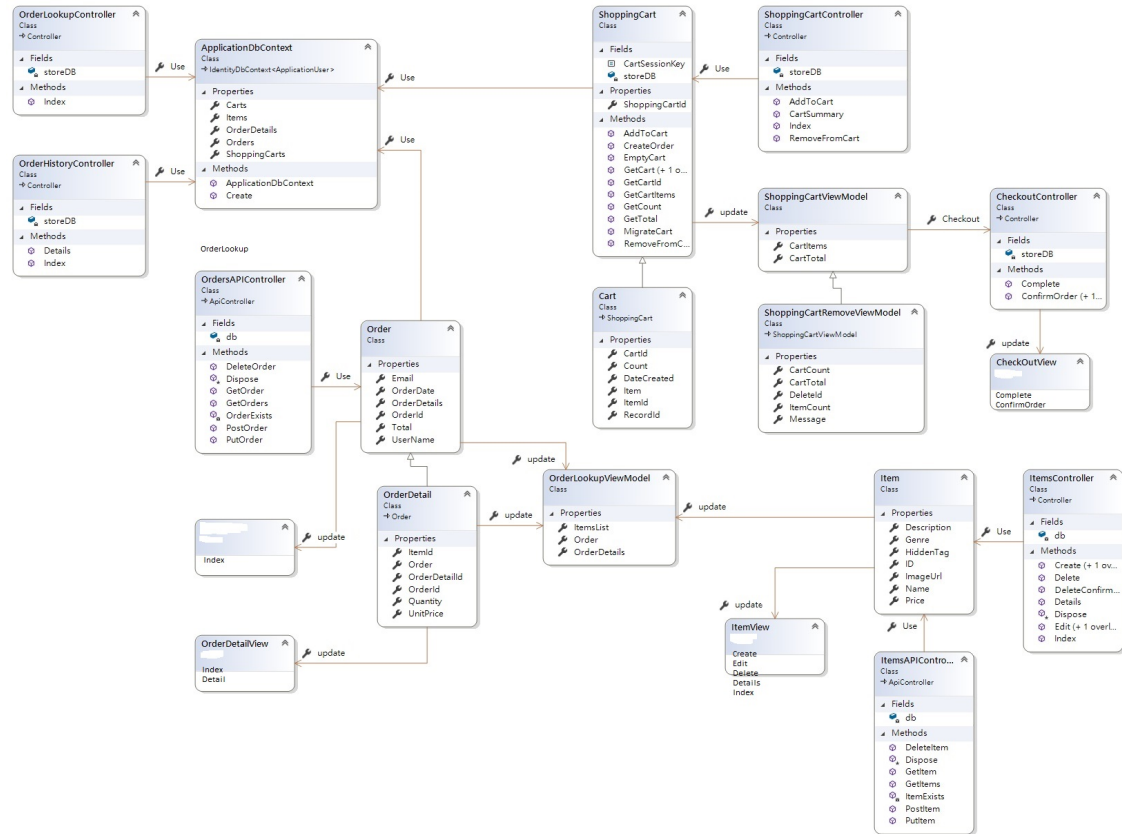 OrderLookupController
Class
Controller
Fields
storeDB
Methods
Index
Use
ApplicationDbContext
Class
IdentityDbContext<ApplicationUser>
Properties
Carts
Items
OrderDetails
Orders
ShoppingCarts
Methods
ApplicationDbContext
Create
Use
Use
ShoppingCart
Class
Fields
CartSessionKey
storeDB
Properties
ShoppingCartId
Methods
AddToCart
CreateOrder
EmptyCart
GetCart (+ 1 o...
GetCartId
GetCartItems
GetCount
GetTotal
MigrateCart
RemoveFromC...
Use
ShoppingCartController
Class
Controller
Fields
storeDB
Methods
AddToCart
CartSummary
Index
RemoveFromCart
OrderHistoryController
Class
Controller
Fields
storeDB
Methods
Details
Index
Use
update
ShoppingCartViewModel
Class
Properties
CartItems
CartTotal
Checkout
CheckoutController
Class
Controller
Fields
storeDB
Methods
Complete
ConfirmOrder (+ 1...
OrderLookup
OrdersAPIController
Class
ApiController
Fields
db
Methods
DeleteOrder
Dispose
GetOrder
GetOrders
OrderExists
PostOrder
PutOrder
Use
Order
Class
Properties
Email
OrderDate
OrderDetails
OrderId
Total
UserName
Cart
Class
ShoppingCart
Properties
CartId
Count
DateCreated
Item
ItemId
RecordId
ShoppingCartRemoveViewModel
Class
ShoppingCartViewModel
Properties
CartCount
CartTotal
DeleteId
ItemCount
Message
update
CheckOutView
Complete
ConfirmOrder
update
OrderDetail
Class
Order
Properties
ItemId
Order
OrderDetailId
OrderId
Quantity
UnitPrice
update
OrderLookupViewModel
Class
Properties
ItemsList
Order
OrderDetails
update
Item
Class
Properties
Description
Genre
HiddenTag
ID
ImageUrl
Name
Price
Use
ItemsController
Class
Controller
Fields
db
Methods
Create (+ 1 ov...
Delete
DeleteConfirm...
Details
Dispose
Edit (+ 1 overl...
Index
Index
update
OrderDetailView
Index
Detail
update
update
ItemView
Create
Edit
Delete
Details
Index
Use
ItemsAPIContro...
Class
ApiController
Fields
db
Methods
DeleteItem
Dispose
GetItem
GetItems
ItemExists
PostItem
PutItem